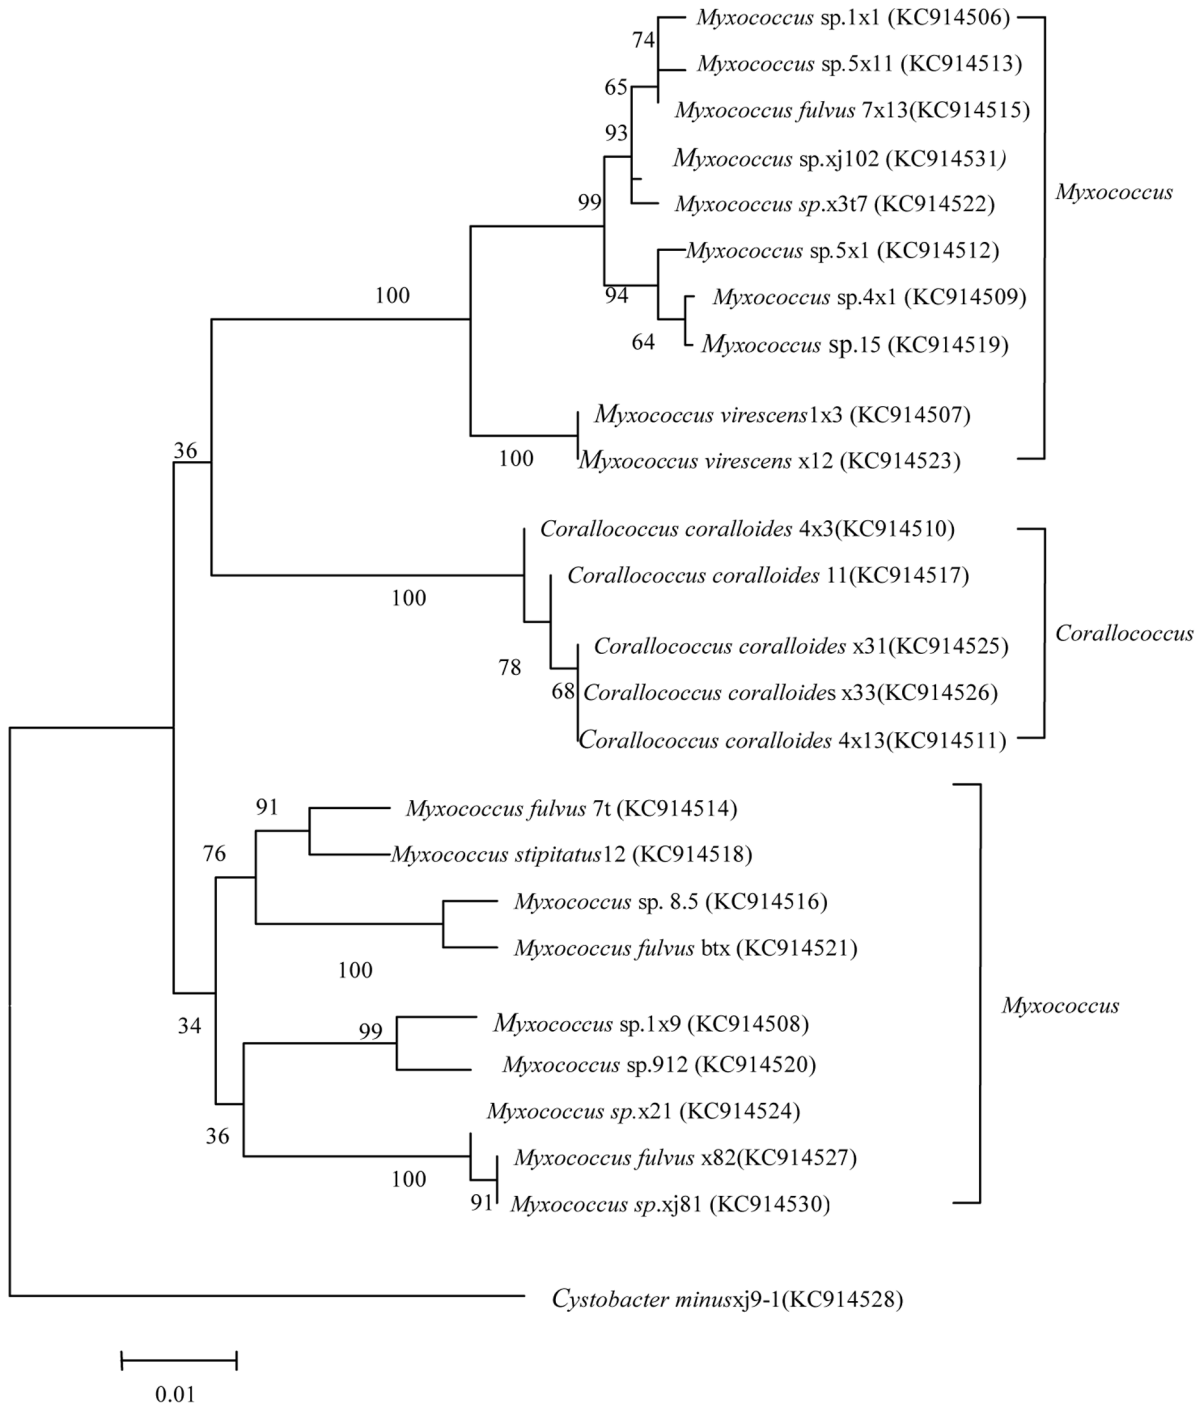 Myxococcus sp.1x1 (KC914506)
74
Myxococcus sp.5x11 (KC914513)
65
Myxococcus fulvus 7x13(KC914515)
93
Myxococcus sp.xj102 (KC914531)
Myxococcus
99
Myxococcus sp.x3t7 (KC914522)
Myxococcus sp.5x1 (KC914512)
100
94
Myxococcus sp.4x1 (KC914509)
64
Myxococcus sp.15 (KC914519)
Myxococcus virescens1x3 (KC914507)
36
100
Myxococcus virescens x12 (KC914523)
Corallococcus coralloides 4x3(KC914510)
Corallococcus coralloides 11(KC914517)
100
Corallococcus
Corallococcus coralloides x31(KC914525)
78
68
Corallococcus coralloides x33(KC914526)
Corallococcus coralloides 4x13(KC914511)
91
Myxococcus fulvus 7t (KC914514)
76
Myxococcus stipitatus12 (KC914518)
Myxococcus sp. 8.5 (KC914516)
Myxococcus fulvus btx (KC914521)
100
Myxococcus
34
99
Myxococcus sp.1x9 (KC914508)
Myxococcus sp.912 (KC914520)
Myxococcus sp.x21 (KC914524)
36
Myxococcus fulvus x82(KC914527)
100
91
Myxococcus sp.xj81 (KC914530)
Cystobacter minusxj9-1(KC914528)
0.01